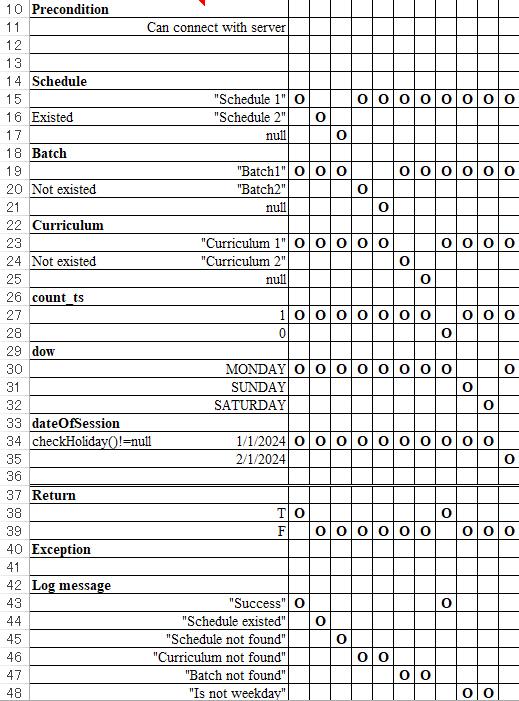 10 Precondition
11 Can connect with server
12
13
14 Schedule
15 "Schedule 1" O O O O O O O O O
16 Existed "Schedule 2" O
17 null O
18 Batch
19 "Batch1" O O O O O O O O O
20 Not existed "Batch2" O
21 null O
22 Curriculum
23 "Curriculum 1" O O O O O O O O O
24 Not existed "Curriculum 2" O
25 null O
26 count_ts
27 1 O O O O O O O O O O
28 0 O
29 dow
30 MONDAY O O O O O O O O O
31 SUNDAY O
32 SATURDAY O
33 dateOfSession
34 checkHoliday()!=null 1/1/2024 O O O O O O O O O O
35 2/1/2024 O
36
37 Return
38 T O O
39 F O O O O O O O O O
40 Exception
41
42 Log message
43 "Success" O O
44 "Schedule existed" O
45 "Schedule not found" O
46 "Curriculum not found" O O
47 "Batch not found" O O
48 "Is not weekday" O O